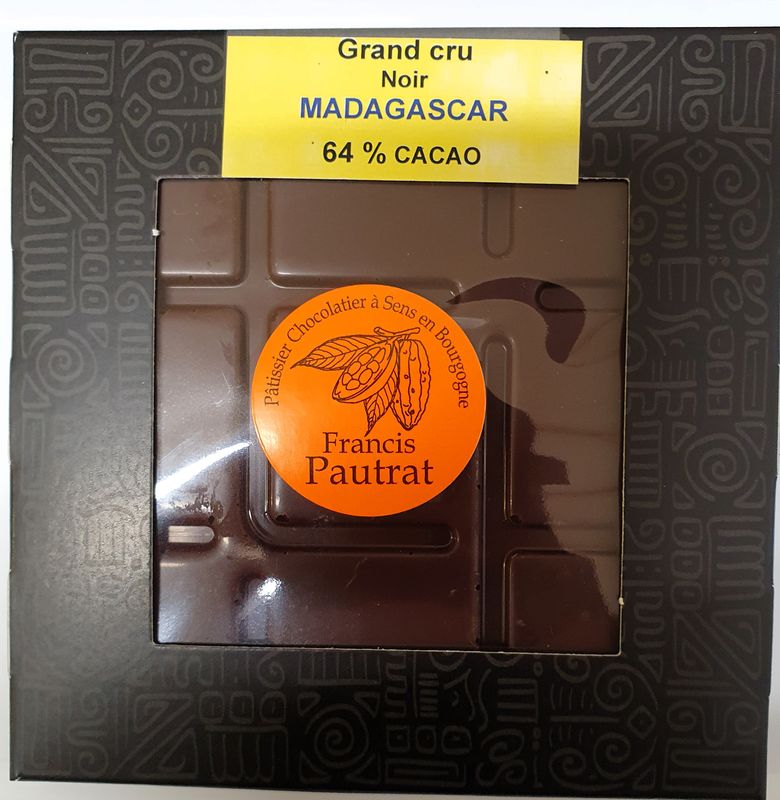 Grand cru
Noir
MADAGASCAR
64 % CACAO
Pâtissier Chocolatier à Sens en Bourgogne
Francis
Pautrat